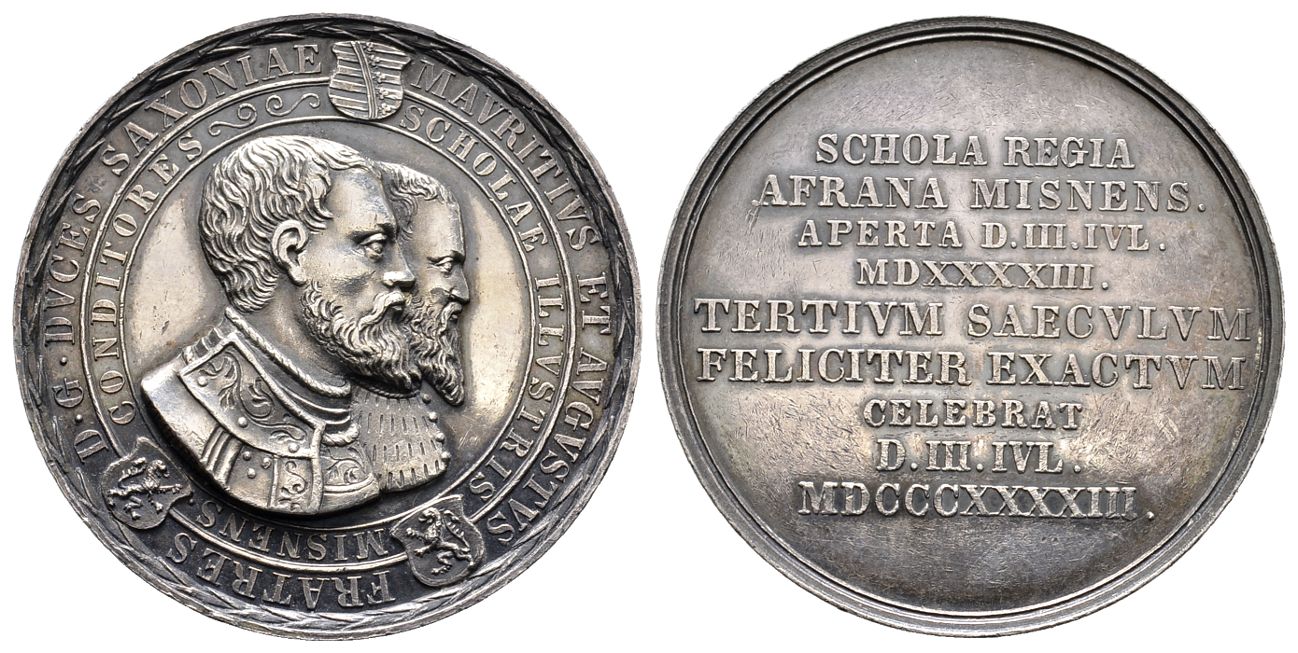 MAVRITIVS ET AVGVSTVS FRATRES D. G. DVCES SAXONIAE
SCHOLAE ILLVSTRIS MISNENS. CONDITORES
SCHOLA REGIA
AFRANA MISNENS.
APERTA D. III. IVL.
MDXXXXIII.
TERTIVM SAECVLVM
FELICITER EXACTVM
CELEBRAT
D. III. IVL.
MDCCCXXXXIII.